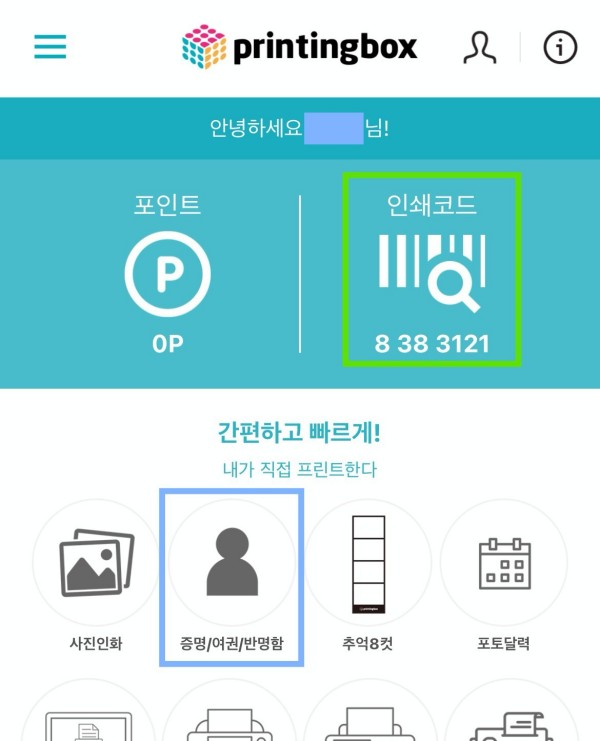 printingbox
안녕하세요 님!
포인트
P
0P
인쇄코드
8 38 3121
간편하고 빠르게!
내가 직접 프린트한다
사진인화
증명/여권/반명함
printingbox
추억8컷
포토달력